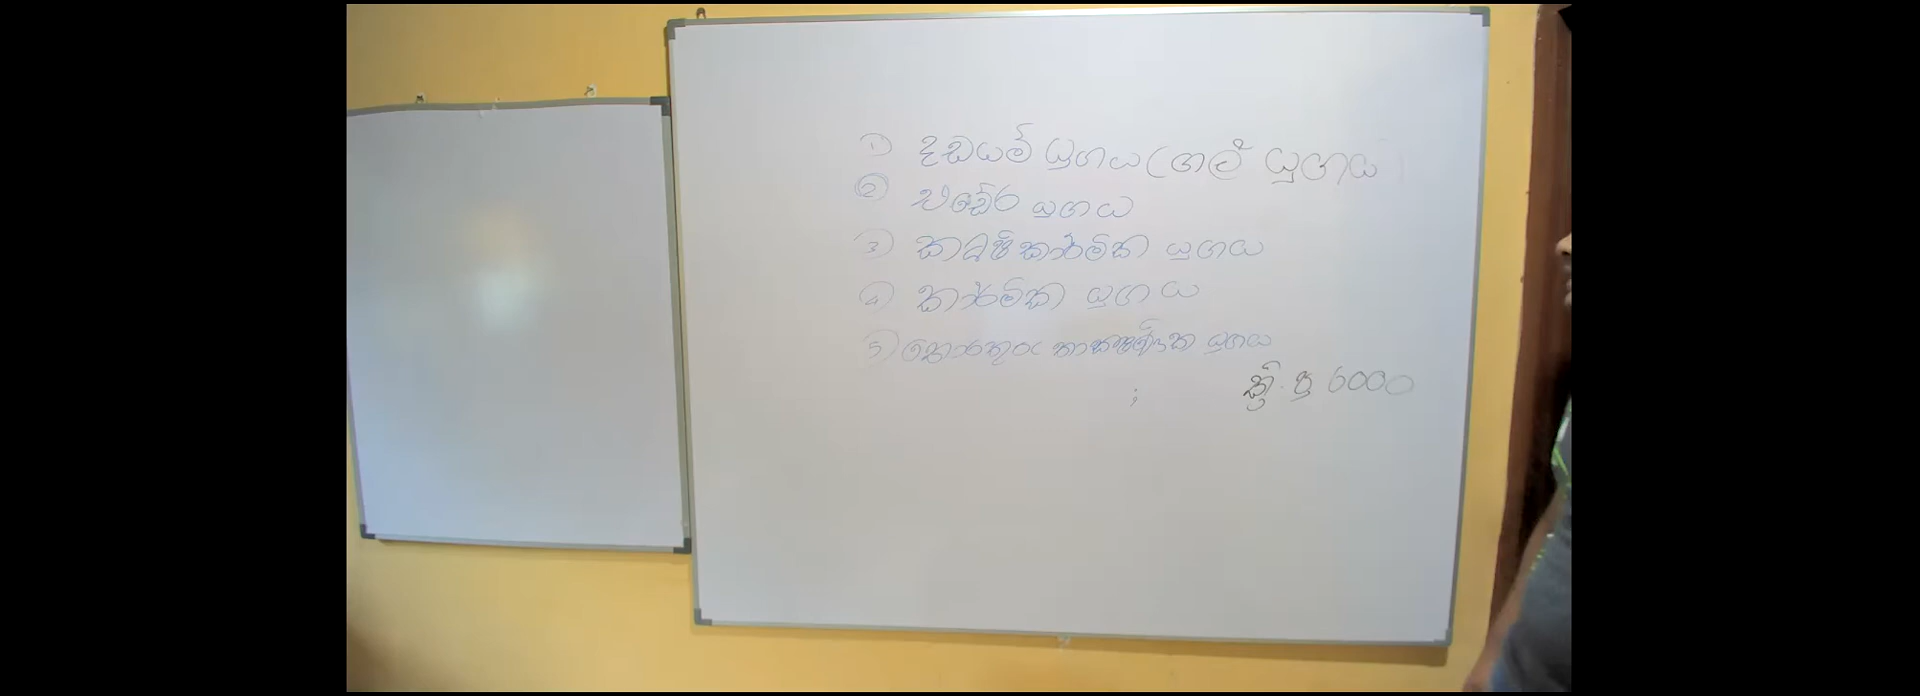 ① දඩයම් යුගය (ගල් යුගය)
② එඬේර යුගය
③ කෘෂිකාර්මික යුගය
④ කාර්මික යුගය
⑤ තොරතුරු තාක්ෂණික යුගය
ක්‍රි.පූ 6000